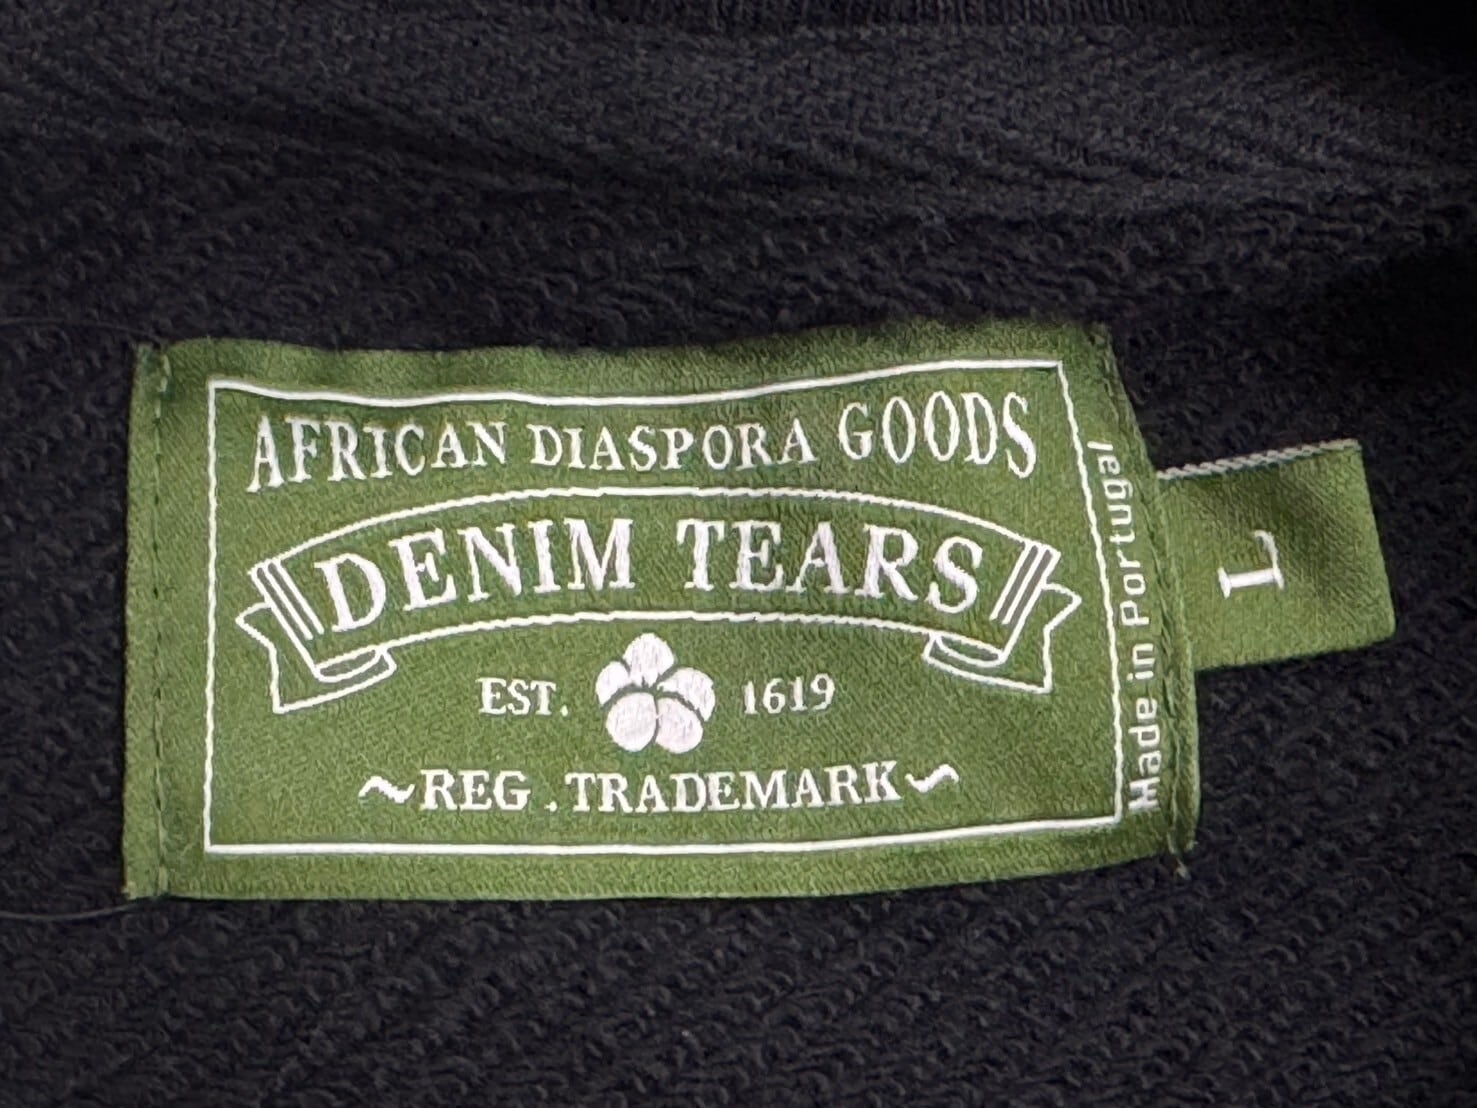 AFRICAN DIASPORA GOODS
DENIM TEARS
EST. 1619
~REG . TRADEMARK~
Made in Portugal
L